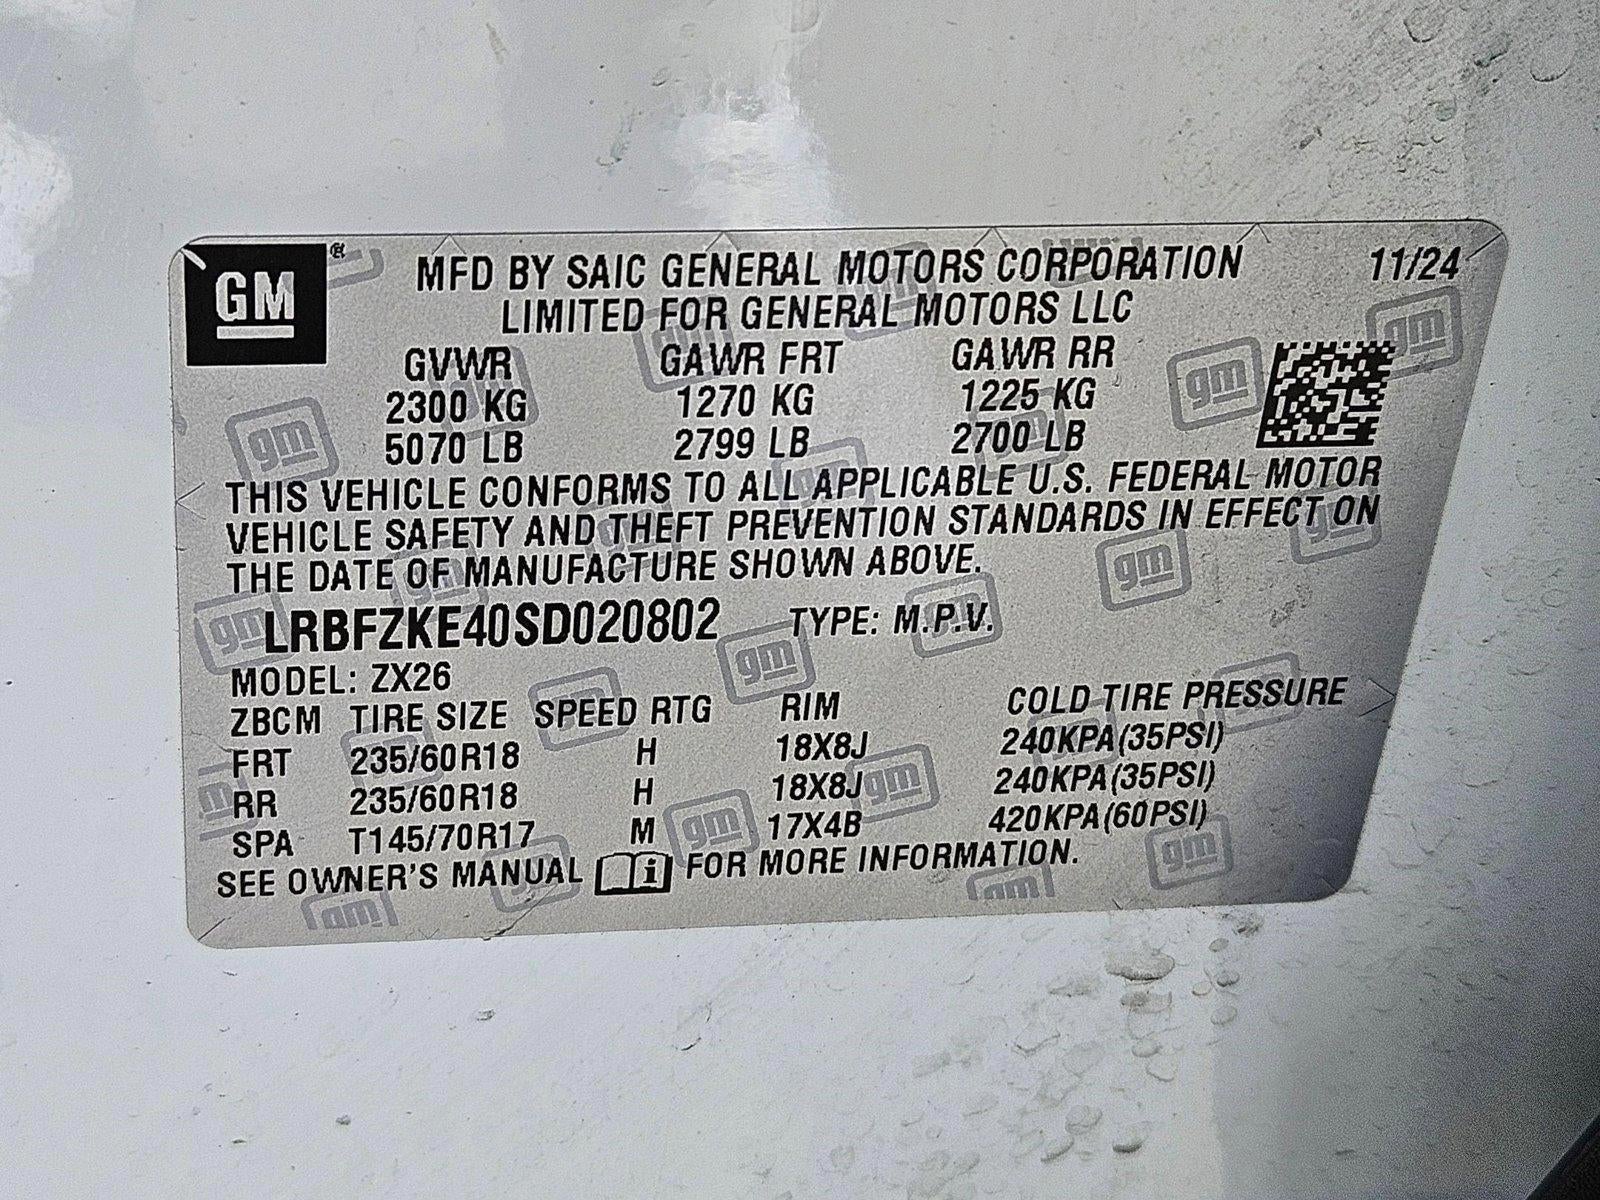 GM ®
MFD BY SAIC GENERAL MOTORS CORPORATION 11/24
LIMITED FOR GENERAL MOTORS LLC
GVWR GAWR FRT GAWR RR
2300 KG 1270 KG 1225 KG
5070 LB 2799 LB 2700 LB
THIS VEHICLE CONFORMS TO ALL APPLICABLE U.S. FEDERAL MOTOR
VEHICLE SAFETY AND THEFT PREVENTION STANDARDS IN EFFECT ON
THE DATE OF MANUFACTURE SHOWN ABOVE.
LRBFZKE40SD020802 TYPE: M.P.V.
MODEL: ZX26
ZBCM TIRE SIZE SPEED RTG RIM COLD TIRE PRESSURE
FRT 235/60R18 H 18X8J 240KPA(35PSI)
RR 235/60R18 H 18X8J 240KPA(35PSI)
SPA T145/70R17 M 17X4B 420KPA(60PSI)
SEE OWNER'S MANUAL i FOR MORE INFORMATION.